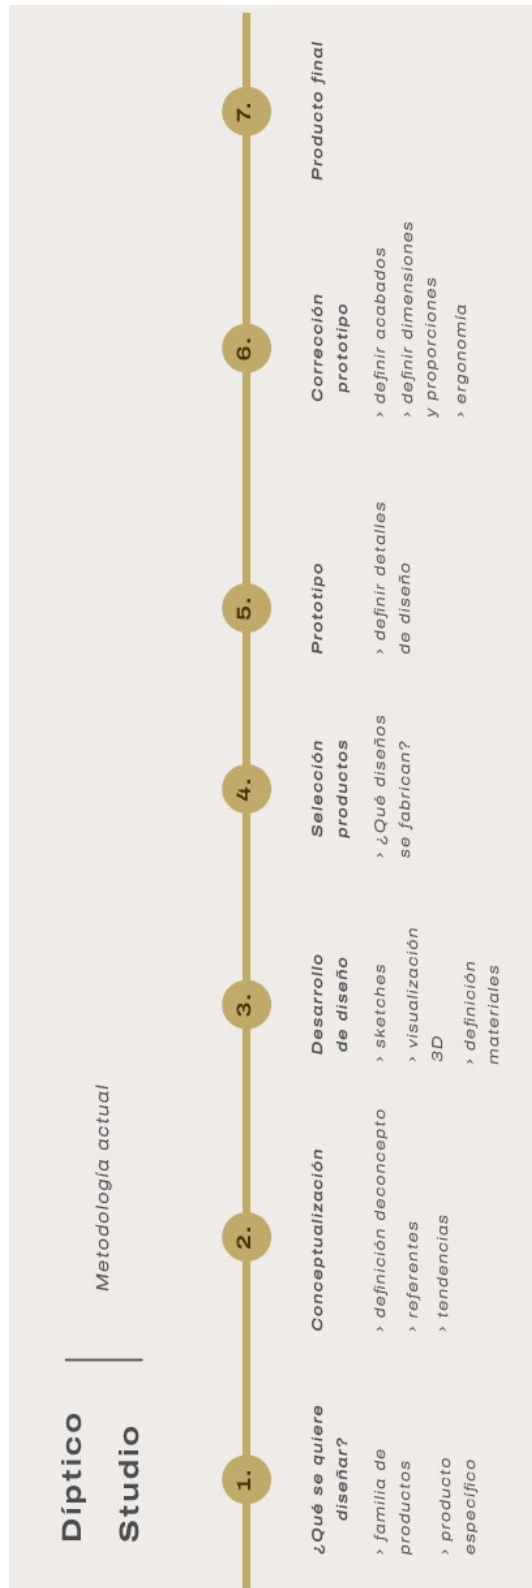 Díptico
Studio
Metodología actual
1.
¿Qué se quiere
diseñar?
› familia de
productos
› producto
específico
2.
Conceptualización
› definición deconcepto
› referentes
› tendencias
3.
Desarrollo
de diseño
› sketches
› visualización
3D
› definición
materiales
4.
Selección
productos
› ¿Qué diseños
se fabrican?
5.
Prototipo
› definir detalles
de diseño
6.
Corrección
prototipo
› definir acabados
› definir dimensiones
y proporciones
› ergonomía
7.
Producto final